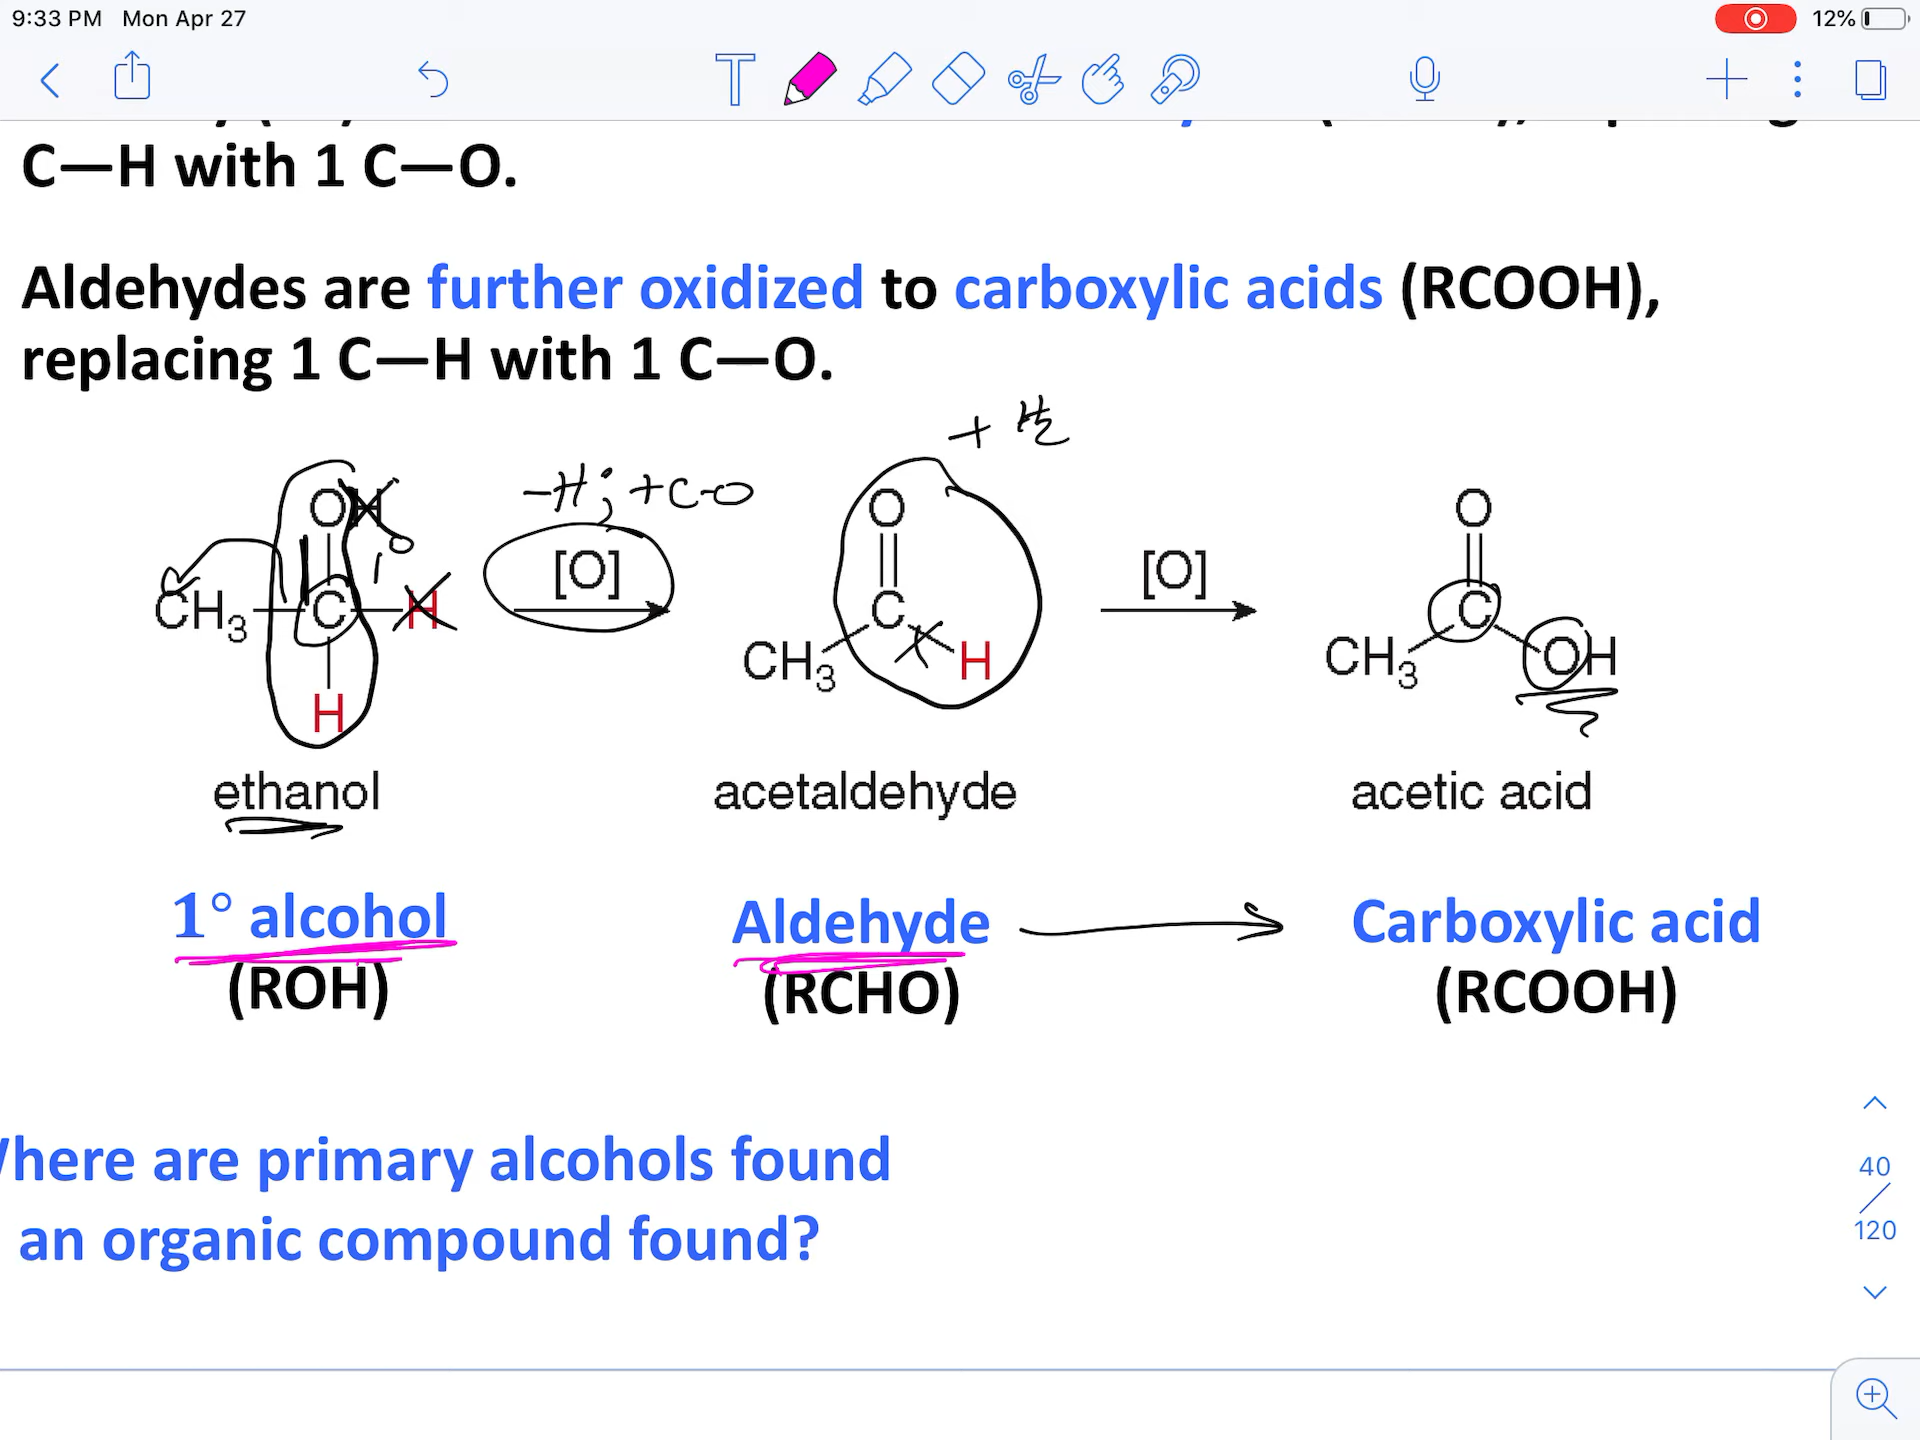 9:33 PM Mon Apr 27
12%
T
C—H with 1 C—O.
Aldehydes are further oxidized to carboxylic acids (RCOOH),
replacing 1 C—H with 1 C—O.
+ H2
-H; +C-O
OH
[O]
O
[O]
O
CH3
C
H
C
C
CH3
H
CH3
OH
H
ethanol
acetaldehyde
acetic acid
1° alcohol
Aldehyde
Carboxylic acid
(ROH)
(RCHO)
(RCOOH)
here are primary alcohols found
an organic compound found?
40
/
120